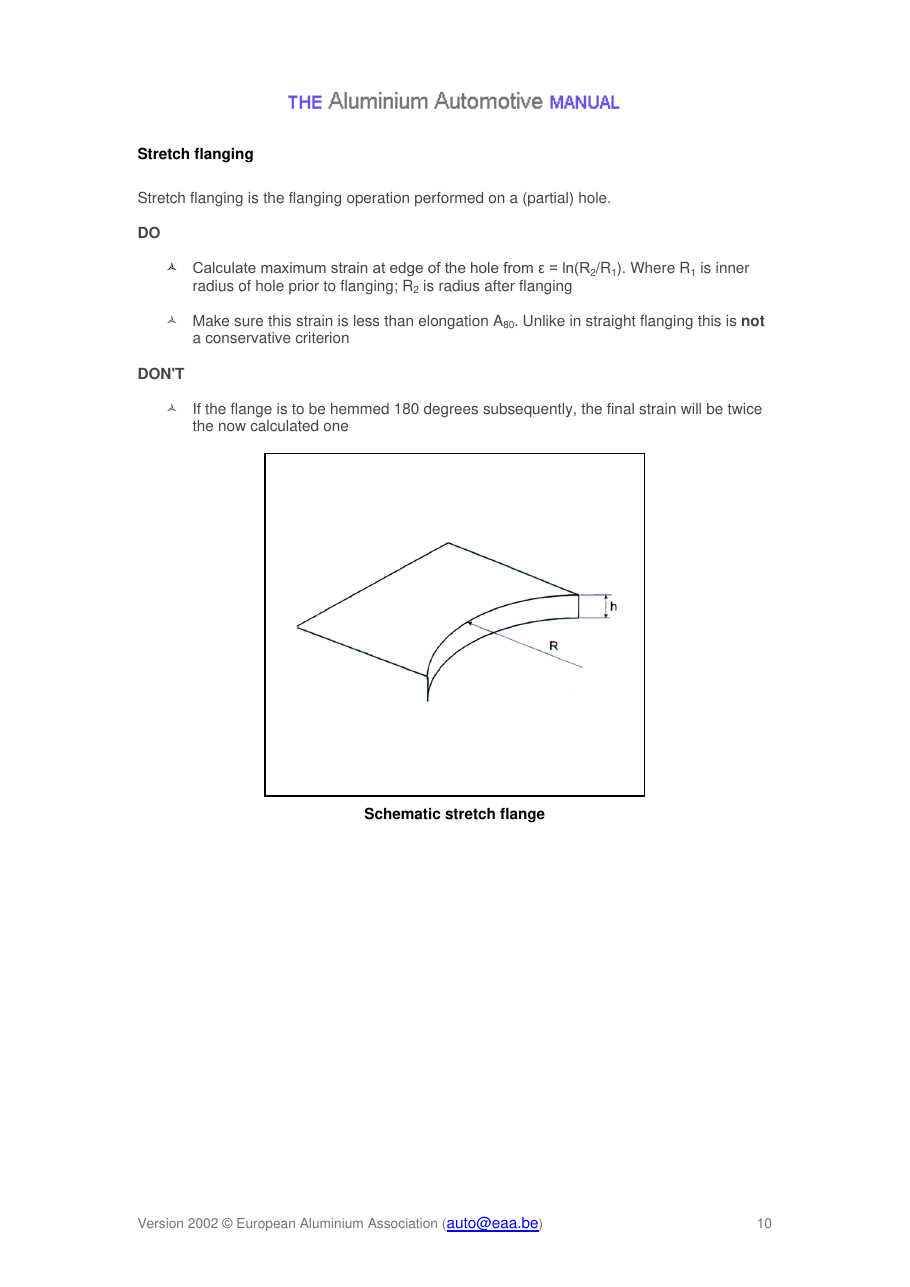 THE Aluminium Automotive MANUAL
Stretch flanging
Stretch flanging is the flanging operation performed on a (partial) hole.
DO
Calculate maximum strain at edge of the hole from ε = ln(R2/R1). Where R1 is inner
radius of hole prior to flanging; R2 is radius after flanging
Make sure this strain is less than elongation A80. Unlike in straight flanging this is not
a conservative criterion
DON'T
If the flange is to be hemmed 180 degrees subsequently, the final strain will be twice
the now calculated one
h
R
Schematic stretch flange
Version 2002 © European Aluminium Association (auto@eaa.be) 10